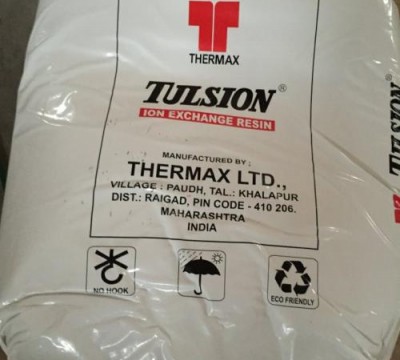 THERMAX
TULSION®
ION EXCHANGE RESIN
MANUFACTURED BY :
THERMAX LTD.,
VILLAGE : PAUDH, TAL.: KHALAPUR
DIST.: RAIGAD, PIN CODE - 410 206.
MAHARASHTRA
INDIA
NO HOOK
ECO FRIENDLY